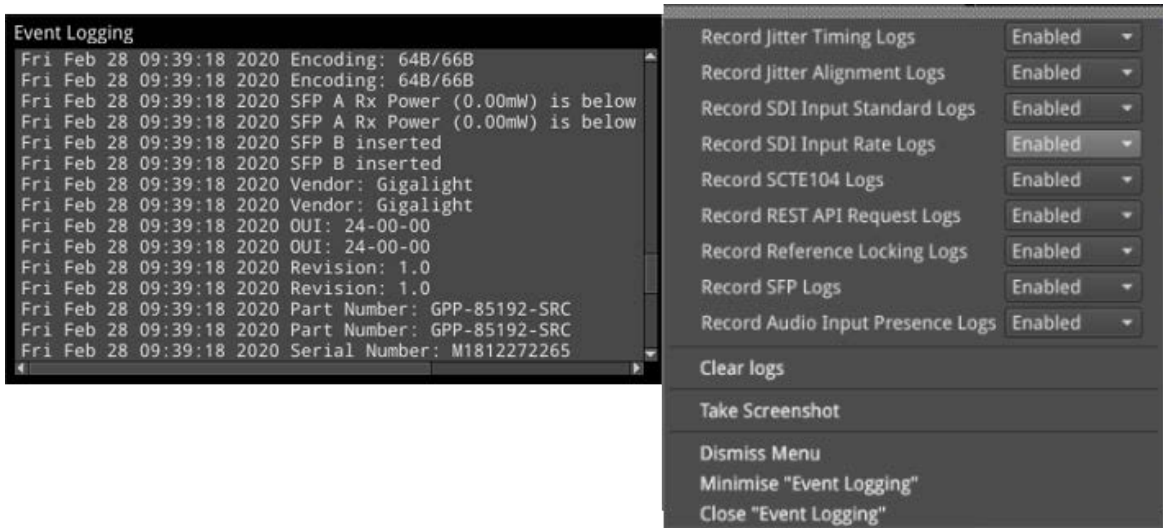 Event Logging
Fri Feb 28 09:39:18 2020 Encoding: 64B/66B
Fri Feb 28 09:39:18 2020 Encoding: 64B/66B
Fri Feb 28 09:39:18 2020 SFP A Rx Power (0.00mW) is below
Fri Feb 28 09:39:18 2020 SFP A Rx Power (0.00mW) is below
Fri Feb 28 09:39:18 2020 SFP B inserted
Fri Feb 28 09:39:18 2020 SFP B inserted
Fri Feb 28 09:39:18 2020 Vendor: Gigalight
Fri Feb 28 09:39:18 2020 Vendor: Gigalight
Fri Feb 28 09:39:18 2020 OUI: 24-00-00
Fri Feb 28 09:39:18 2020 OUI: 24-00-00
Fri Feb 28 09:39:18 2020 Revision: 1.0
Fri Feb 28 09:39:18 2020 Revision: 1.0
Fri Feb 28 09:39:18 2020 Part Number: GPP-85192-SRC
Fri Feb 28 09:39:18 2020 Part Number: GPP-85192-SRC
Fri Feb 28 09:39:18 2020 Serial Number: M1812272265
Record Jitter Timing Logs Enabled
Record Jitter Alignment Logs Enabled
Record SDI Input Standard Logs Enabled
Record SDI Input Rate Logs Enabled
Record SCTE104 Logs Enabled
Record REST API Request Logs Enabled
Record Reference Locking Logs Enabled
Record SFP Logs Enabled
Record Audio Input Presence Logs Enabled
Clear logs
Take Screenshot
Dismiss Menu
Minimise "Event Logging"
Close "Event Logging"